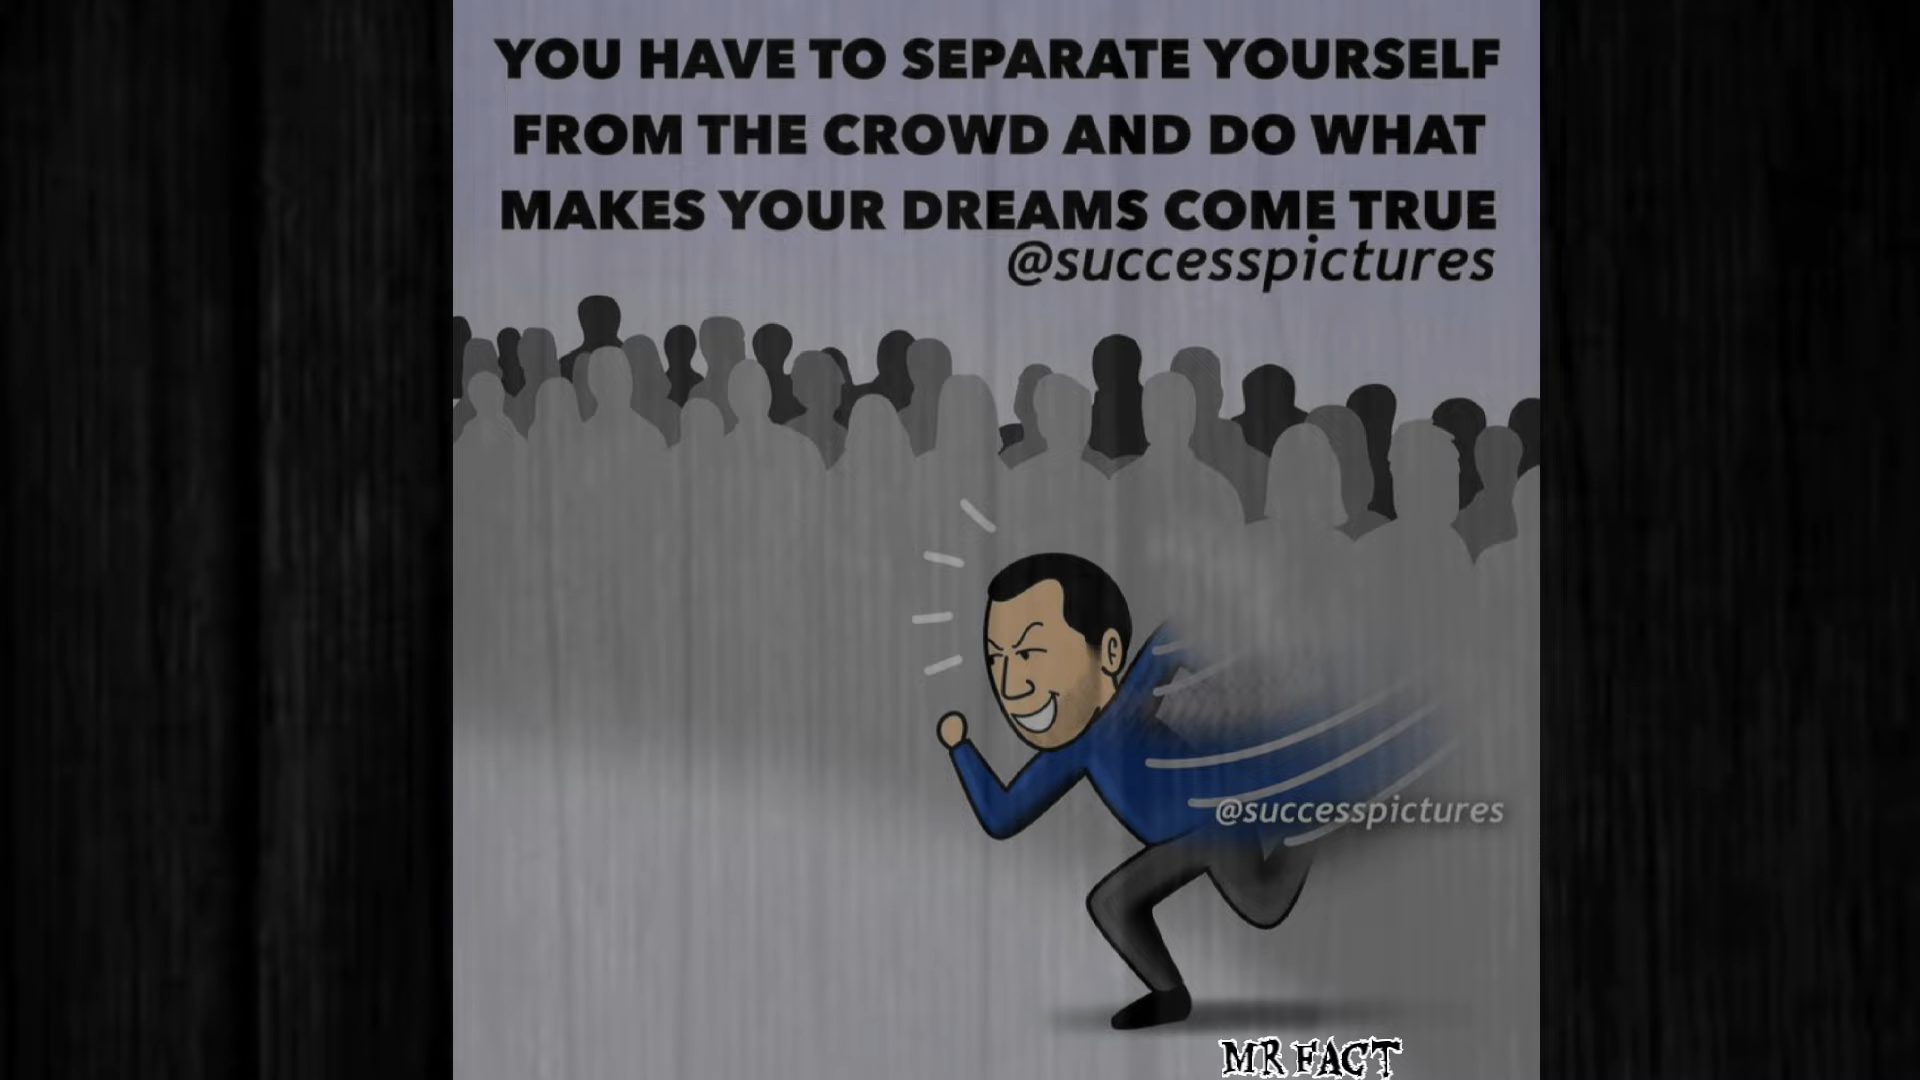 YOU HAVE TO SEPARATE YOURSELF
FROM THE CROWD AND DO WHAT
MAKES YOUR DREAMS COME TRUE
@successpictures
@successpictures
MR FACT